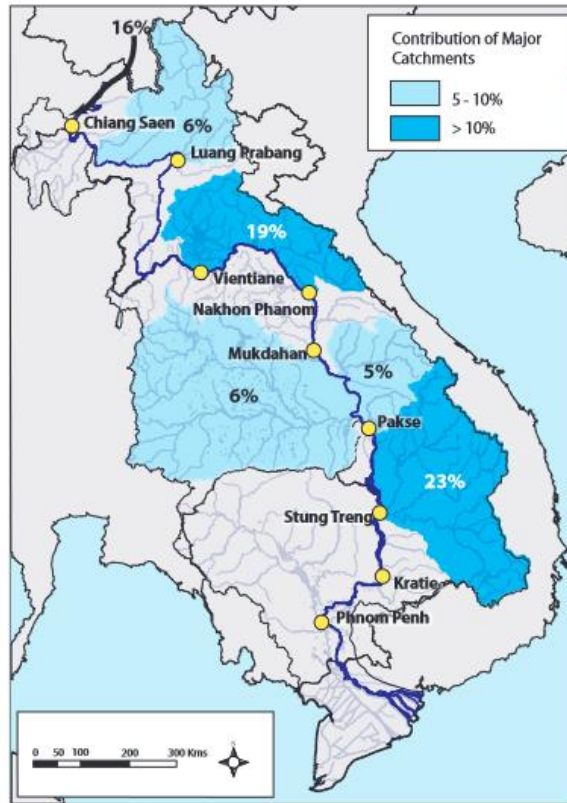 16%
Contribution of Major
Catchments
5 - 10%
> 10%
Chiang Saen
6%
Luang Prabang
19%
Vientiane
Nakhon Phanom
Mukdahan
5%
6%
Pakse
23%
Stung Treng
Kratie
Phnom Penh
0 50 100 200 300 Kms